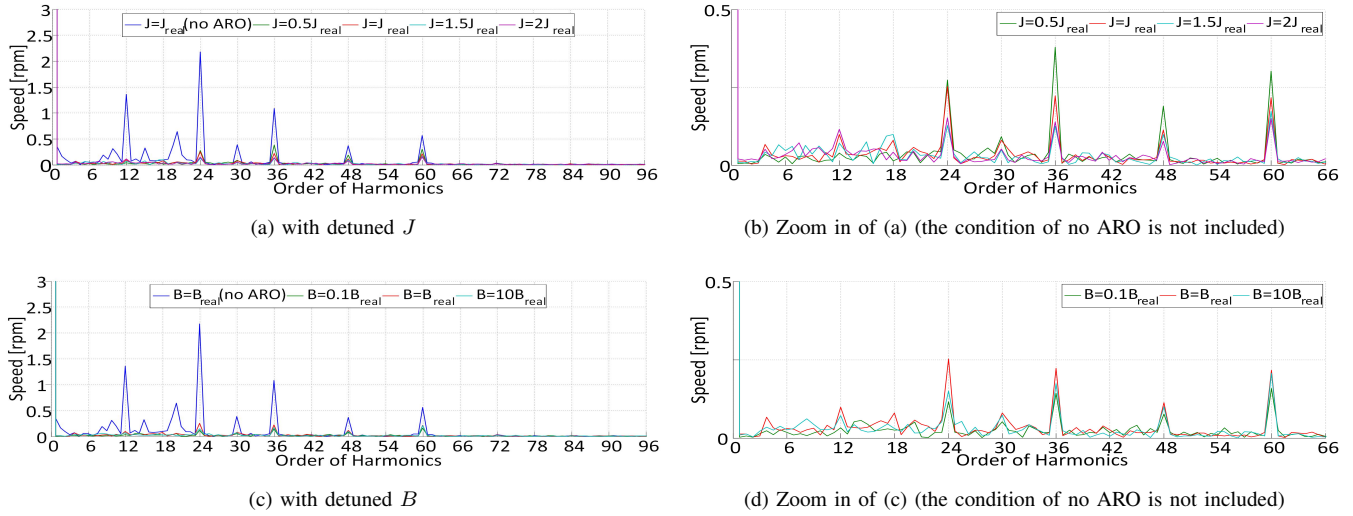 3
2.5
2
1.5
1
0.5
0
Speed [rpm]
J=J_real(no ARO) J=0.5J_real J=J_real J=1.5J_real J=2J_real
0 6 12 18 24 30 36 42 48 54 60 66 72 78 84 90 96
Order of Harmonics
(a) with detuned J
0.5
0
Speed [rpm]
J=0.5J_real J=J_real J=1.5J_real J=2J_real
0 6 12 18 24 30 36 42 48 54 60 66
Order of Harmonics
(b) Zoom in of (a) (the condition of no ARO is not included)
3
2.5
2
1.5
1
0.5
0
Speed [rpm]
B=B_real(no ARO) B=0.1B_real B=B_real B=10B_real
0 6 12 18 24 30 36 42 48 54 60 66 72 78 84 90 96
Order of Harmonics
(c) with detuned B
0.5
0
Speed [rpm]
B=0.1B_real B=B_real B=10B_real
0 6 12 18 24 30 36 42 48 54 60 66
Order of Harmonics
(d) Zoom in of (c) (the condition of no ARO is not included)